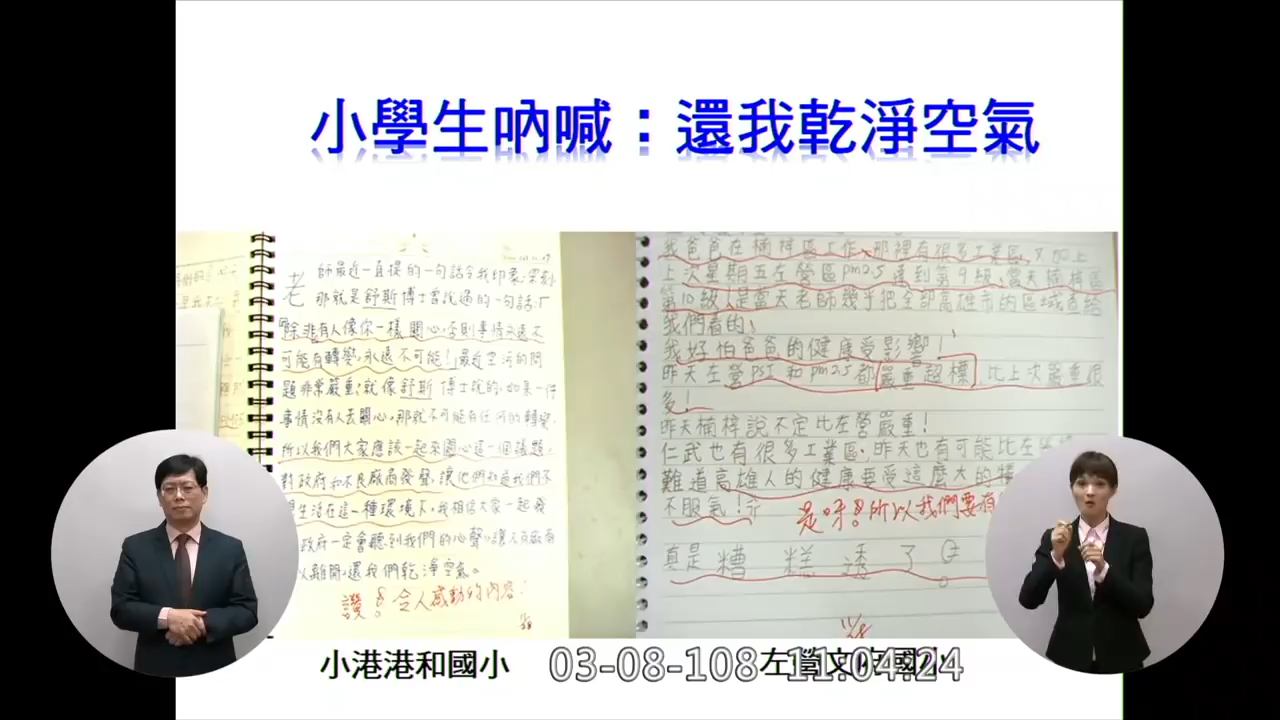 小學生吶喊：還我乾淨空氣
老師最近一直提的一句話令我印象深刻
那就是舒斯博士曾說過的一句話：「
除非有人像你一樣關心，否則事情永遠不
可能有轉變，永遠不可能！」最近空污的問
題非常嚴重，就像舒斯博士說的，如果一件
事情沒有人去關心，那就不可能有任何的轉變，
所以我們大家應該一起來關心這一個議題，
對政府和不良廠商發聲，讓他們知道我們不
生活在這一種環境下，我相信大家一起發
政府一定會聽到我們的心聲，讓不良廠商
以離開，還我們乾淨空氣。
讚！令人感動的內容！
我爸爸在楠梓區工作，那裡有很多工業區，
上次星期五左營區pm2.5達到第9級，當天楠梓區
第10級！是當天老師幾乎把全部高雄市的區域查給
我們看的，
我好怕爸爸的健康受影響！
昨天左營PSI和pm2.5都嚴重超標，比上次嚴重很
多！
昨天楠梓說不定比左營嚴重！
仁武也有很多工業區，昨天也有可能比左
難道高雄人的健康要受這麼大的
不服氣！
是呀！所以我們要
真是糟糕透了
小港港和國小
左營文府國小
03-08-108 11:04:24